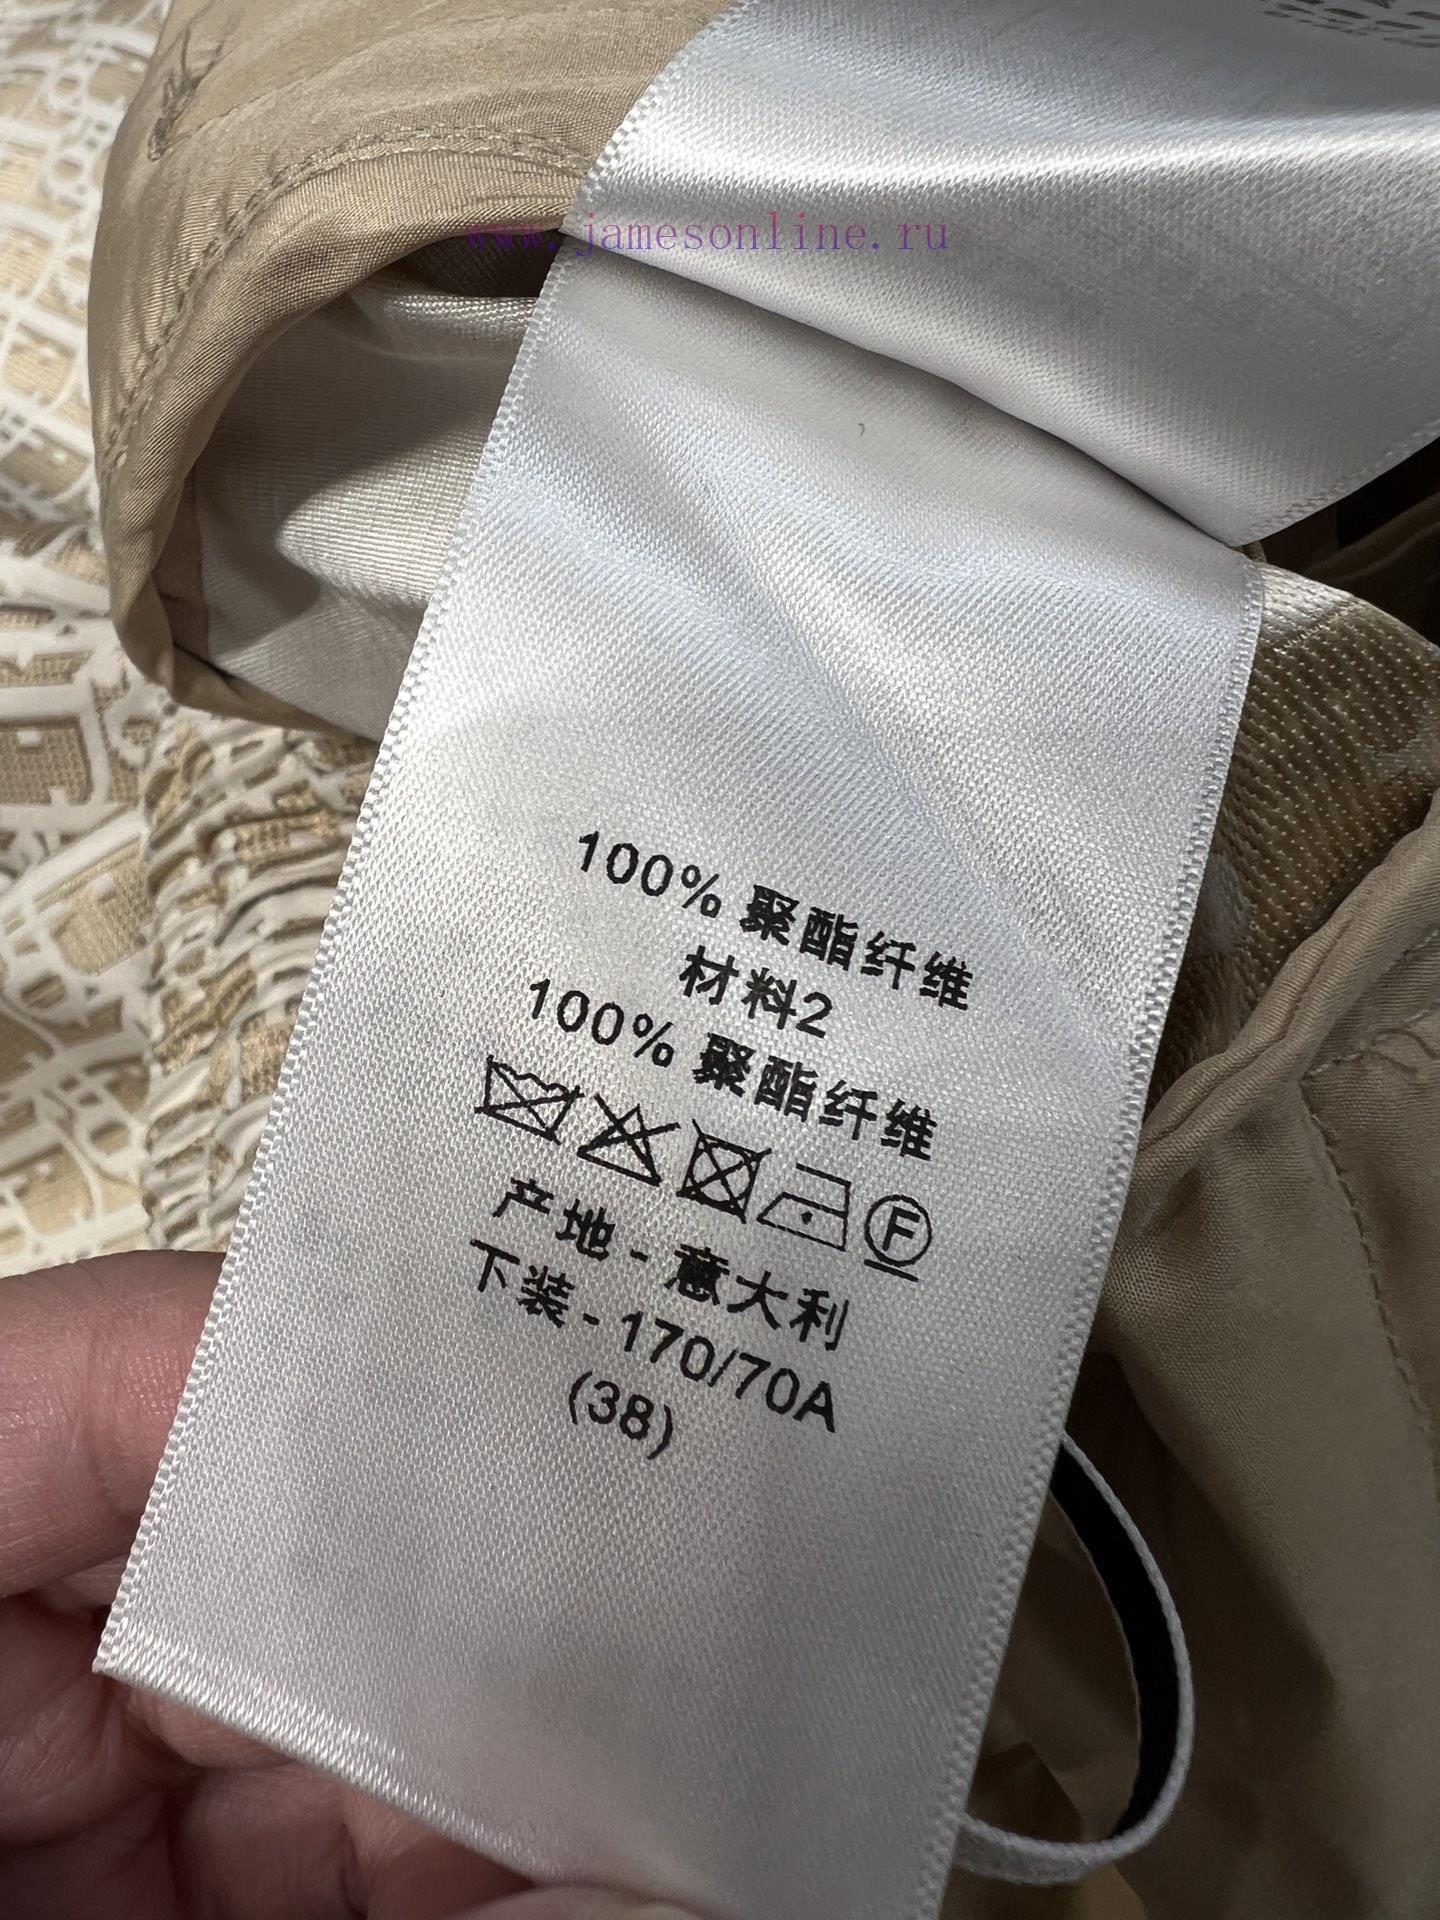 www.jamesonline.ru
100% 聚酯纤维
材料2
100% 聚酯纤维
F
产地 - 意大利
下装 - 170/70A
(38)